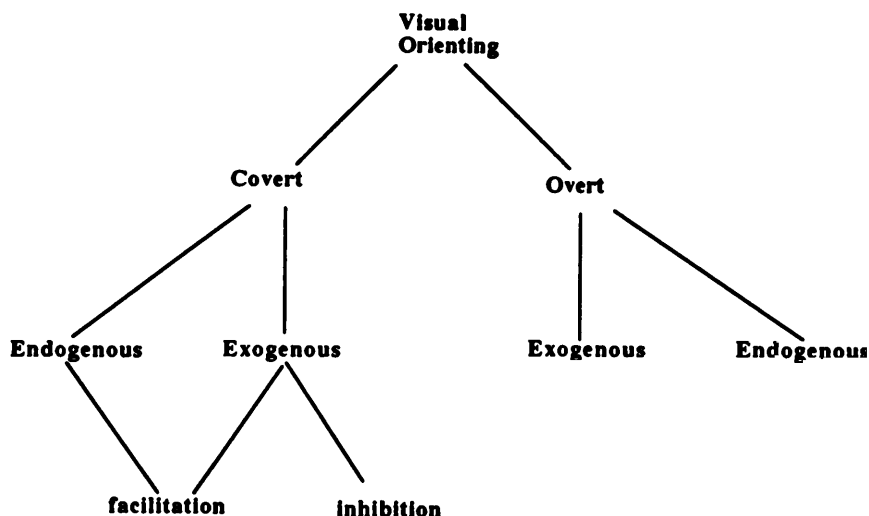 Visual
Orienting
Covert
Overt
Endogenous
Exogenous
Exogenous
Endogenous
facilitation
inhibition